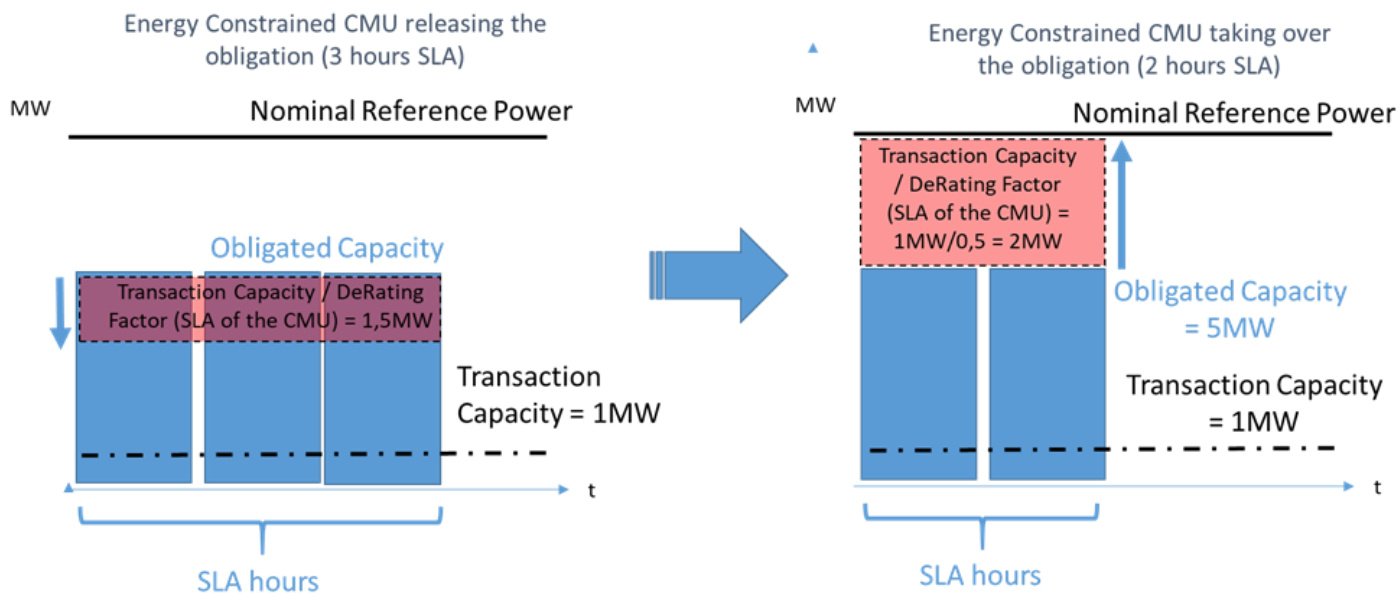 Energy Constrained CMU releasing the
obligation (3 hours SLA)
MW
Nominal Reference Power
Obligated Capacity
Transaction Capacity / DeRating
Factor (SLA of the CMU) = 1,5MW
Transaction
Capacity = 1MW
t
SLA hours
Energy Constrained CMU taking over
the obligation (2 hours SLA)
MW
Nominal Reference Power
Transaction Capacity
/ DeRating Factor
(SLA of the CMU) =
1MW/0,5 = 2MW
Obligated Capacity
= 5MW
Transaction Capacity
= 1MW
t
SLA hours